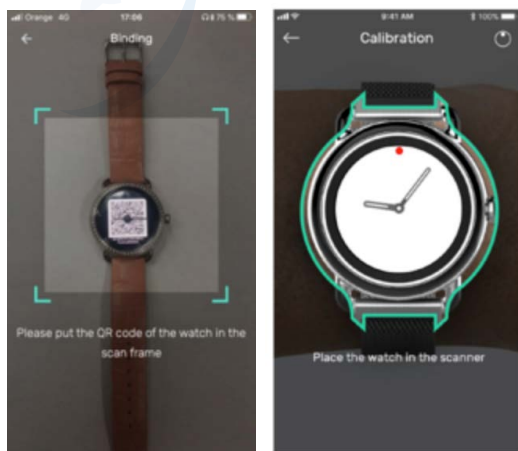 Orange 4G 17:06 75 %
Binding
Please put the QR code of the watch in the
scan frame
9:41 AM 100%
Calibration
Place the watch in the scanner